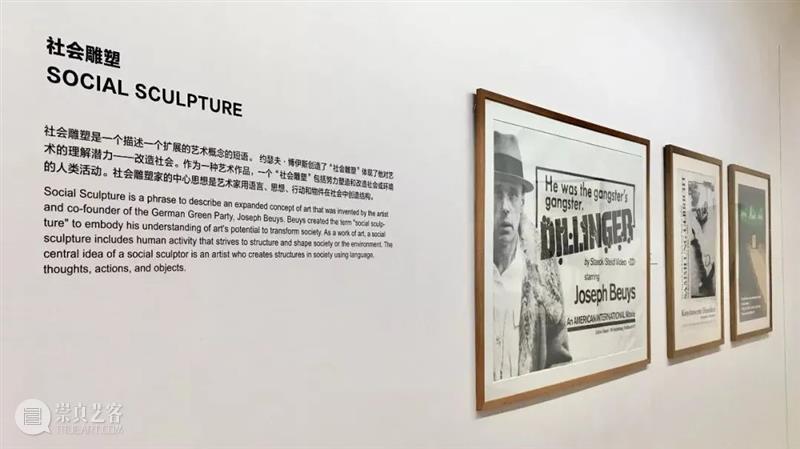 社会雕塑
SOCIAL SCULPTURE
社会雕塑是一个描述一个扩展的艺术概念的短语。 约瑟夫·博伊斯创造了“社会雕塑”体现了他对艺
术的理解潜力——改造社会。作为一种艺术作品，一个“社会雕塑”包括努力塑造和改造社会或环境
的人类活动。社会雕塑家的中心思想是艺术家用语言、思想、行动和物件在社会中创造结构。
Social Sculpture is a phrase to describe an expanded concept of art that was invented by the artist
and co-founder of the German Green Party, Joseph Beuys. Beuys created the term "social sculp-
ture" to embody his understanding of art's potential to transform society. As a work of art, a social
sculpture includes human activity that strives to structure and shape society or the environment. The
central idea of a social sculptor is an artist who creates structures in society using language,
thoughts, actions, and objects.
He was the gangster's
gangster.
DILLINGER
by Staeck Steidl Video
starring
Joseph Beuys
An AMERICAN INTERNATIONAL Movie
崇真艺客
TRUEART.COM